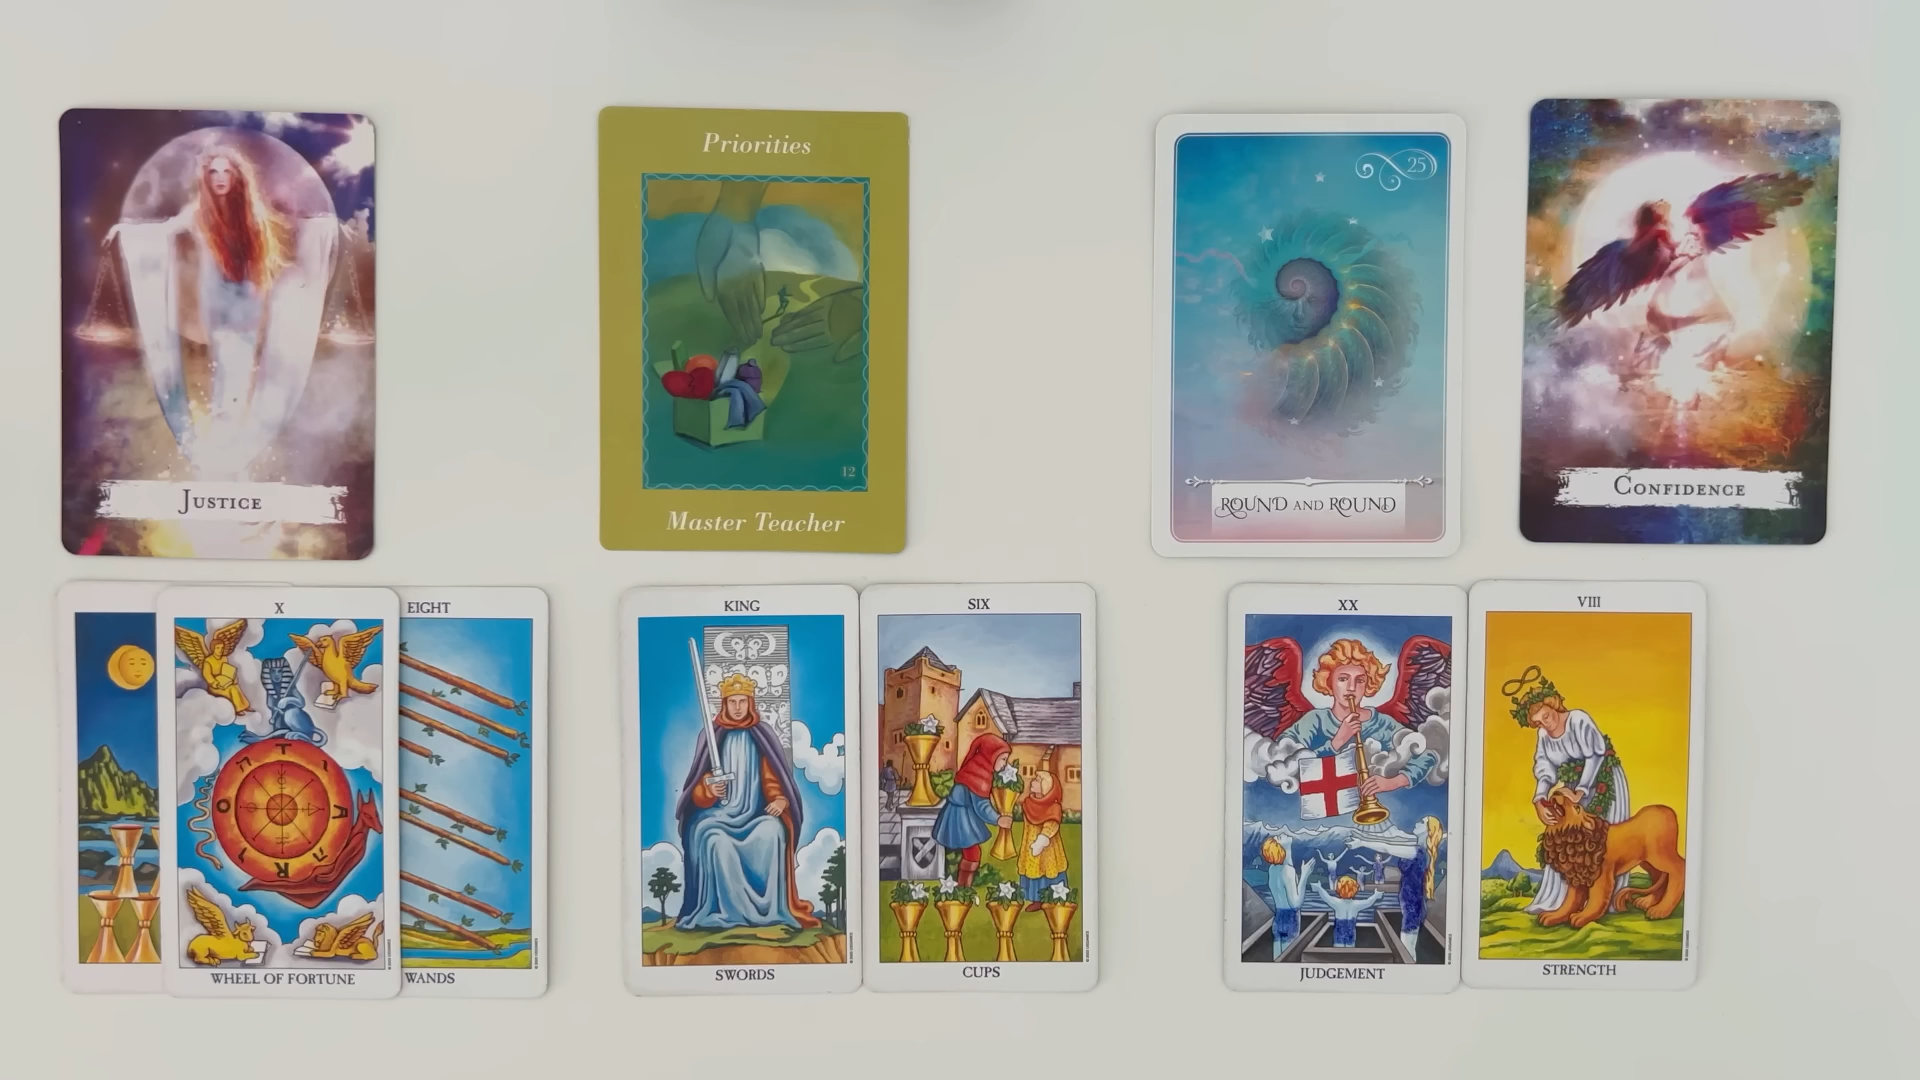 JUSTICE
Priorities
12
Master Teacher
25
ROUND AND ROUND
CONFIDENCE
X
WHEEL OF FORTUNE
EIGHT
WANDS
KING
SWORDS
SIX
CUPS
XX
JUDGEMENT
VIII
STRENGTH